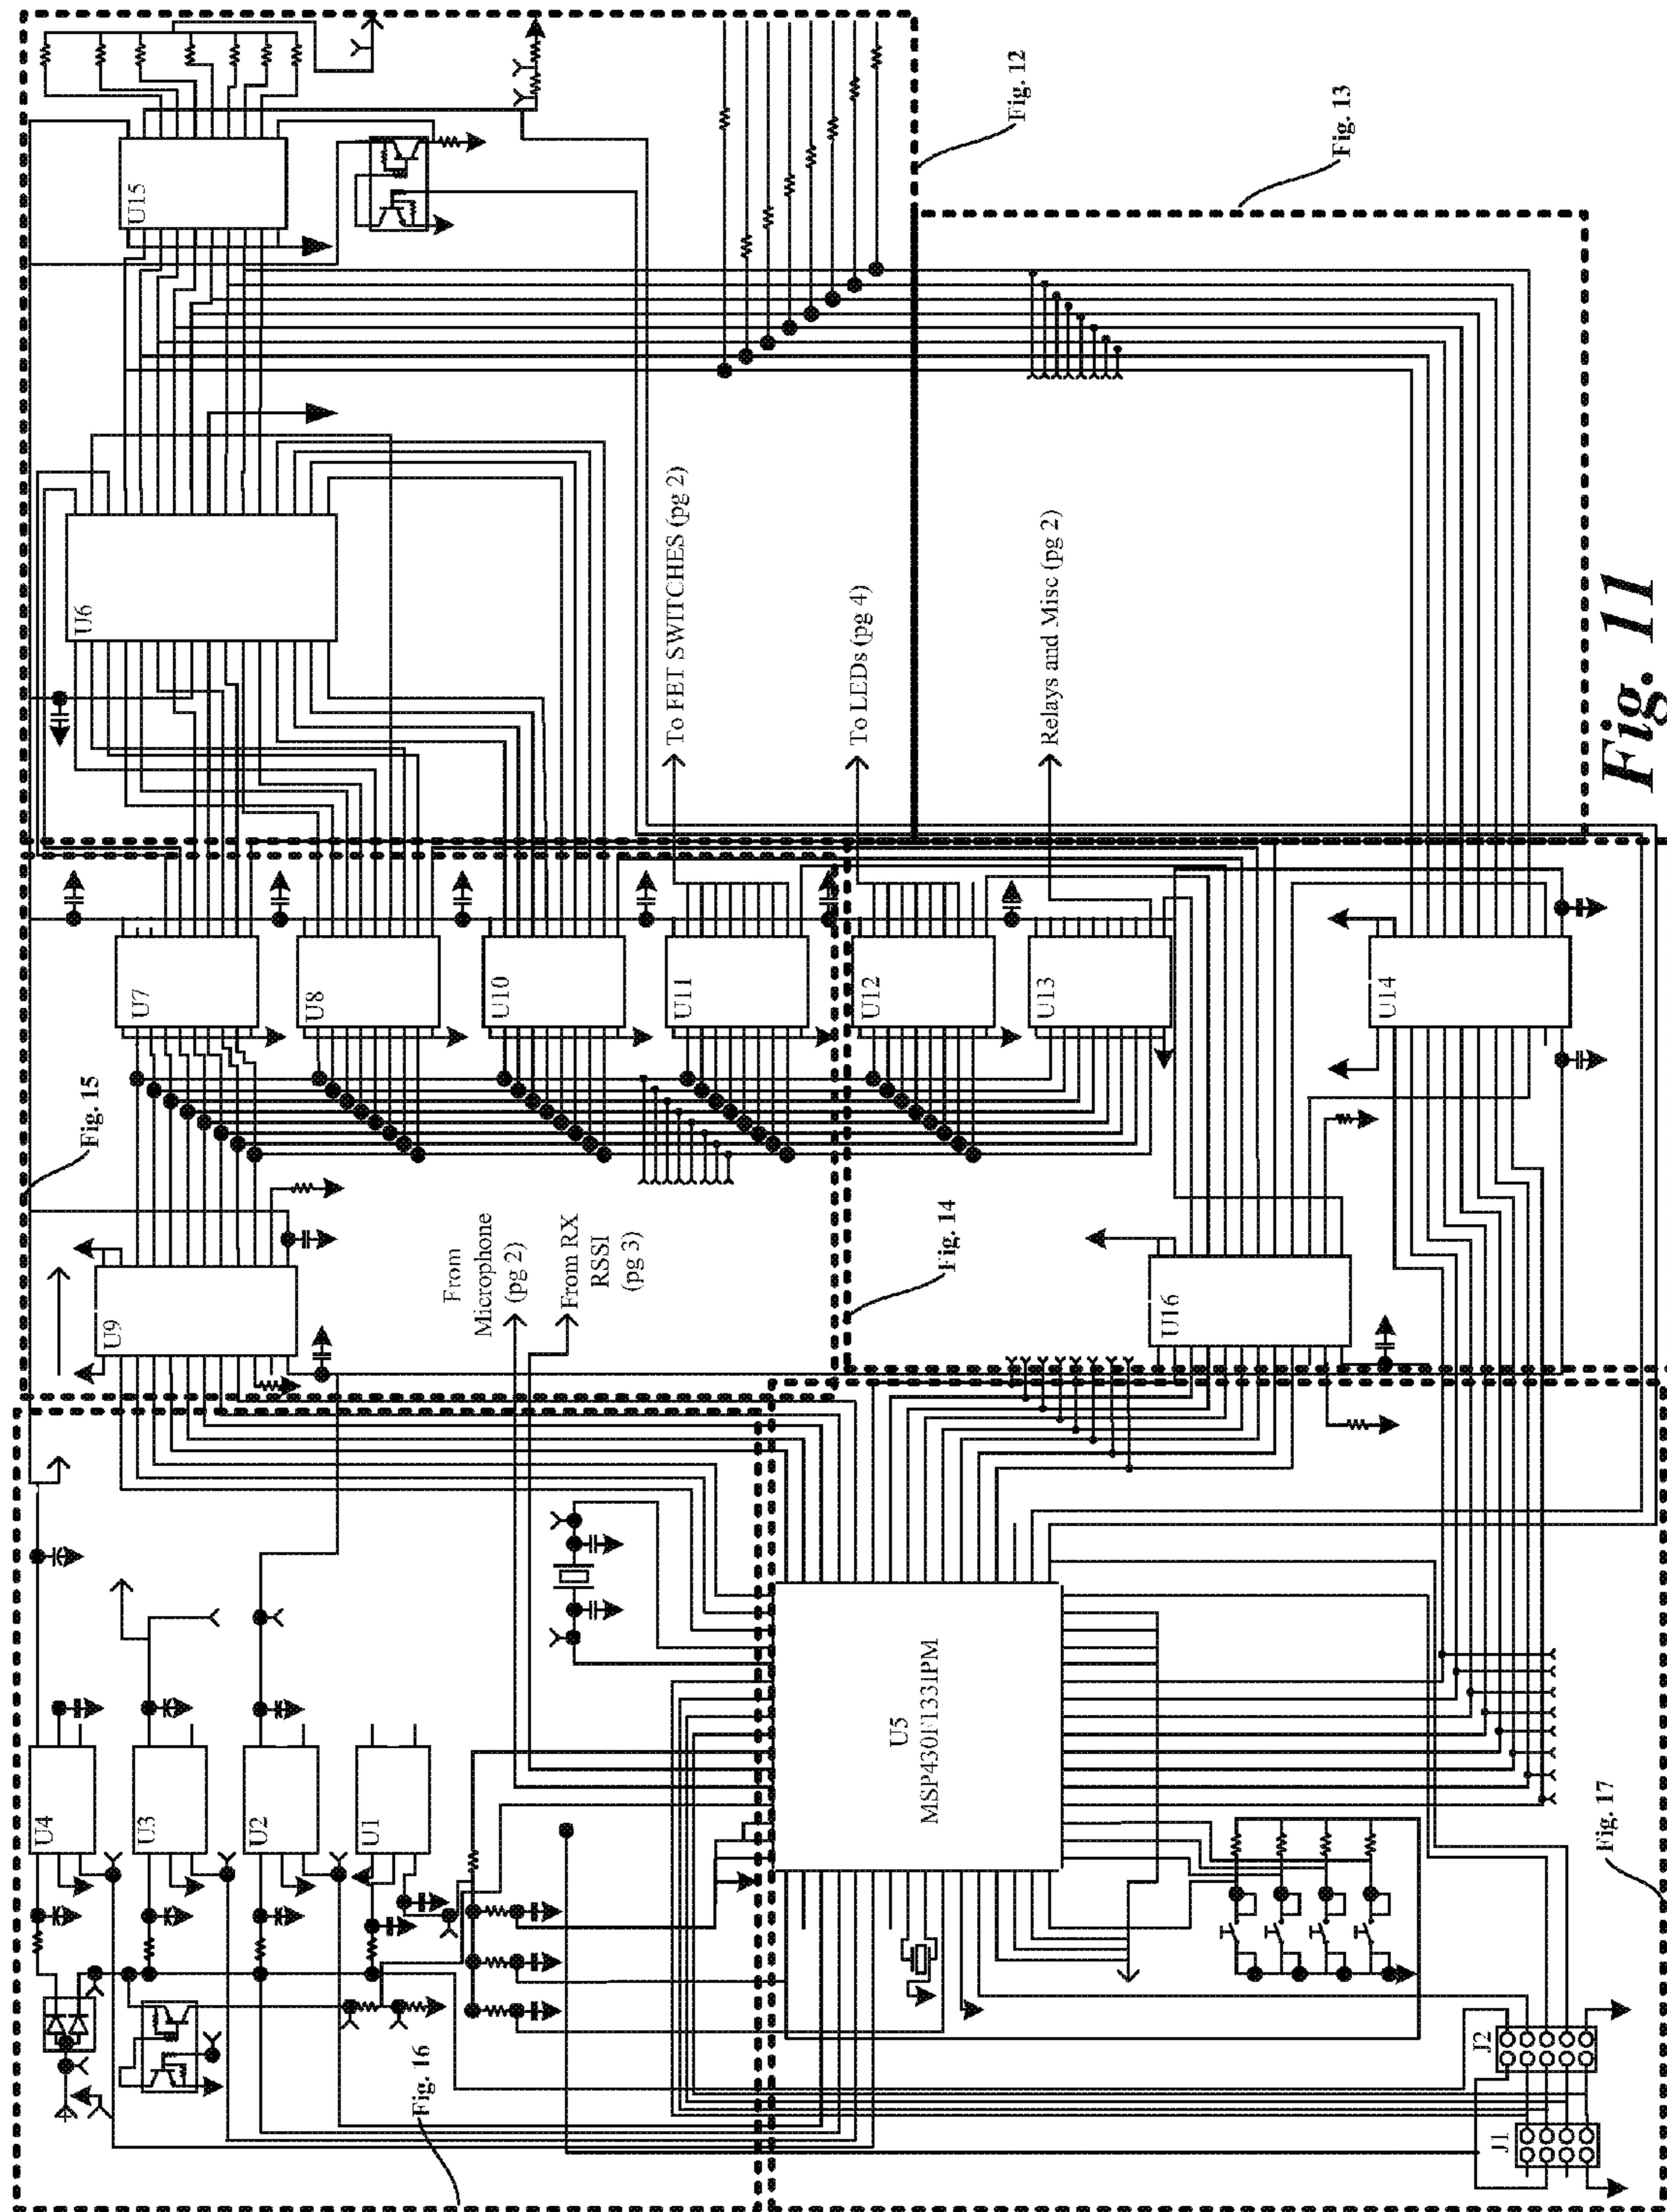 U15
Fig. 12
Fig. 13
U6
To FET SWITCHES (pg 2)
To LEDs (pg 4)
Relays and Misc (pg 2)
Fig. 11
Fig. 15
U7
U8
U10
U11
U12
U13
U14
U9
From
Microphone
(pg 2)
From RX
RSSI
(pg 3)
Fig. 14
U16
U4
U3
U2
U1
U5
MSP430F133IPM
Fig. 16
Fig. 17
J2
J1